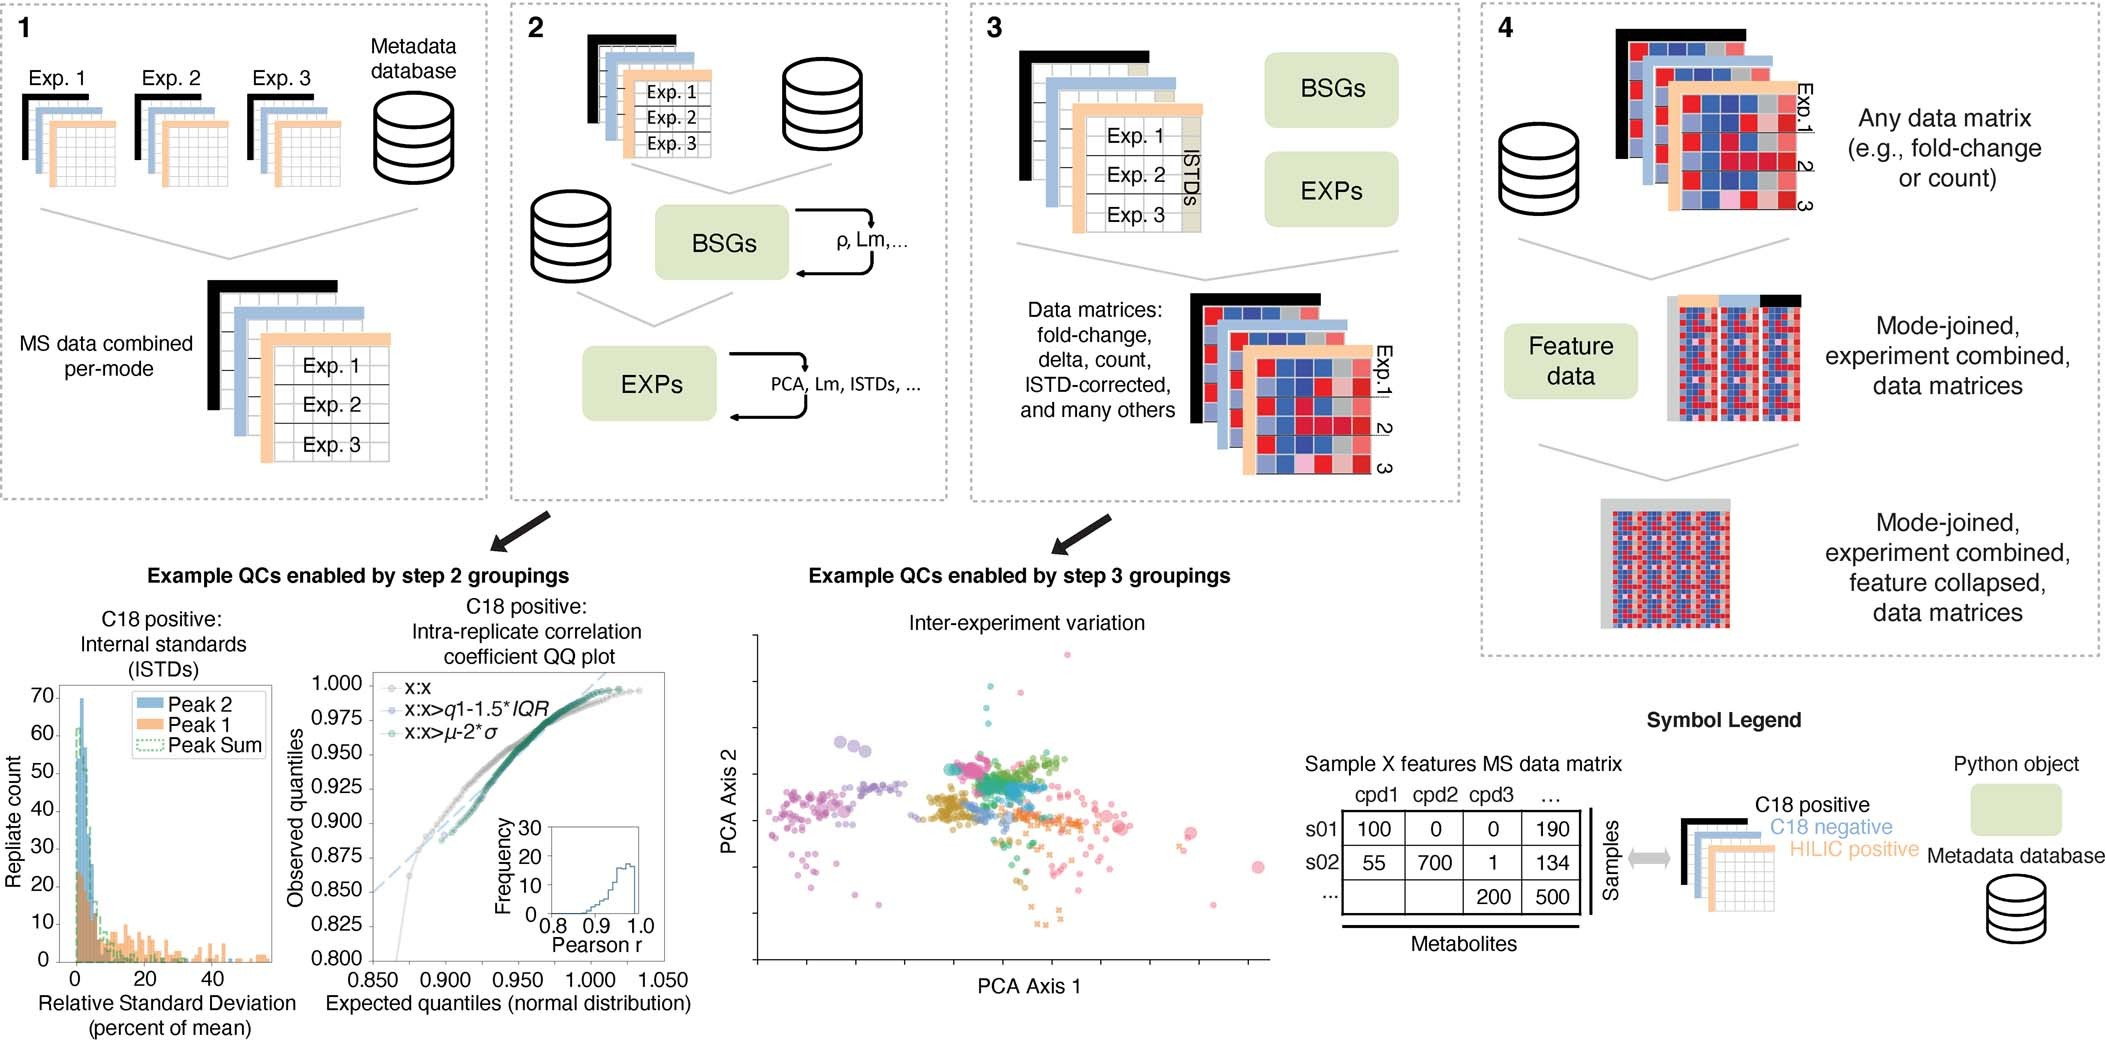 1
Metadata
database
Exp. 1
Exp. 2
Exp. 3
MS data combined
per-mode
Exp. 1
Exp. 2
Exp. 3
2
Exp. 1
Exp. 2
Exp. 3
BSGs
ρ, Lm,...
EXPs
PCA, Lm, ISTDs, ...
3
Exp. 1
Exp. 2
Exp. 3
ISTDs
BSGs
EXPs
Data matrices:
fold-change,
delta, count,
ISTD-corrected,
and many others
Exp.1
2
3
4
Exp.1
2
3
Any data matrix
(e.g., fold-change
or count)
Feature
data
Mode-joined,
experiment combined,
data matrices
Mode-joined,
experiment combined,
feature collapsed,
data matrices
Example QCs enabled by step 2 groupings
C18 positive:
Internal standards
(ISTDs)
Peak 2
Peak 1
Peak Sum
Replicate count
70
60
50
40
30
20
10
0
0 20 40
Relative Standard Deviation
(percent of mean)
C18 positive:
Intra-replicate correlation
coefficient QQ plot
x:x
x:x>q1-1.5*IQR
x:x>μ-2*σ
Observed quantiles
1.000
0.975
0.950
0.925
0.900
0.875
0.850
0.825
0.800
0.850 0.900 0.950 1.000 1.050
Expected quantiles (normal distribution)
Frequency
30
20
10
0
0.8 0.9 1.0
Pearson r
Example QCs enabled by step 3 groupings
Inter-experiment variation
PCA Axis 2
PCA Axis 1
Symbol Legend
Sample X features MS data matrix
cpd1 cpd2 cpd3 ...
s01 100 0 0 190
s02 55 700 1 134
... 200 500
Samples
Metabolites
C18 positive
C18 negative
HILIC positive
Python object
Metadata database